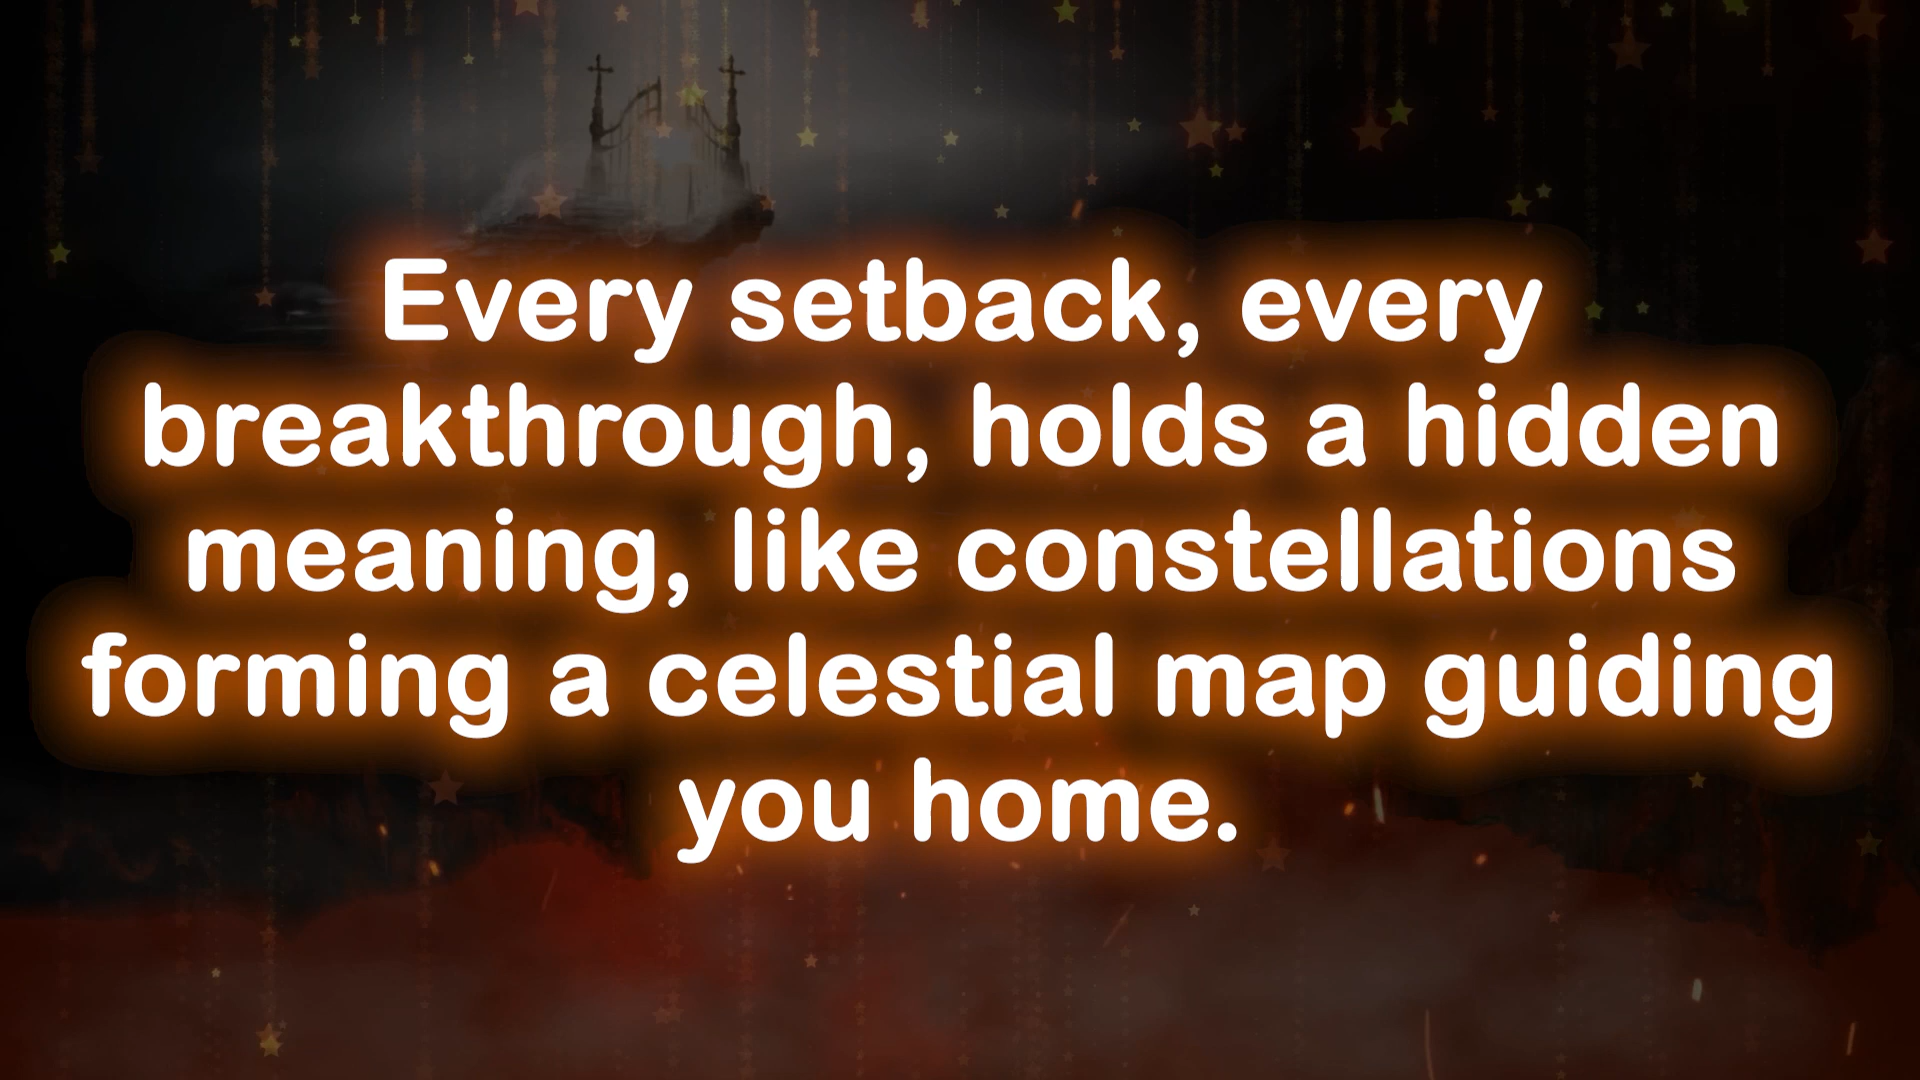 Every setback, every
breakthrough, holds a hidden
meaning, like constellations
forming a celestial map guiding
you home.